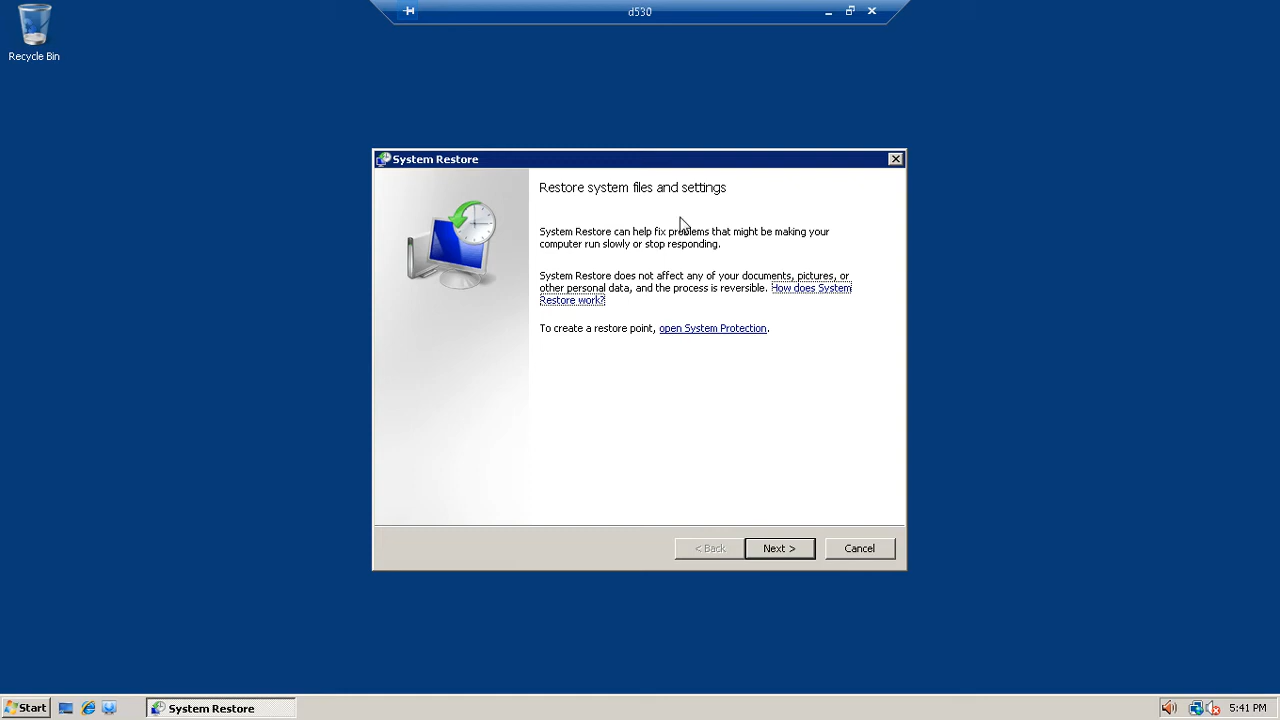 d530
Recycle Bin
System Restore
Restore system files and settings
System Restore can help fix problems that might be making your
computer run slowly or stop responding.
System Restore does not affect any of your documents, pictures, or
other personal data, and the process is reversible. How does System
Restore work?
To create a restore point, open System Protection.
< Back
Next >
Cancel
Start
System Restore
5:41 PM